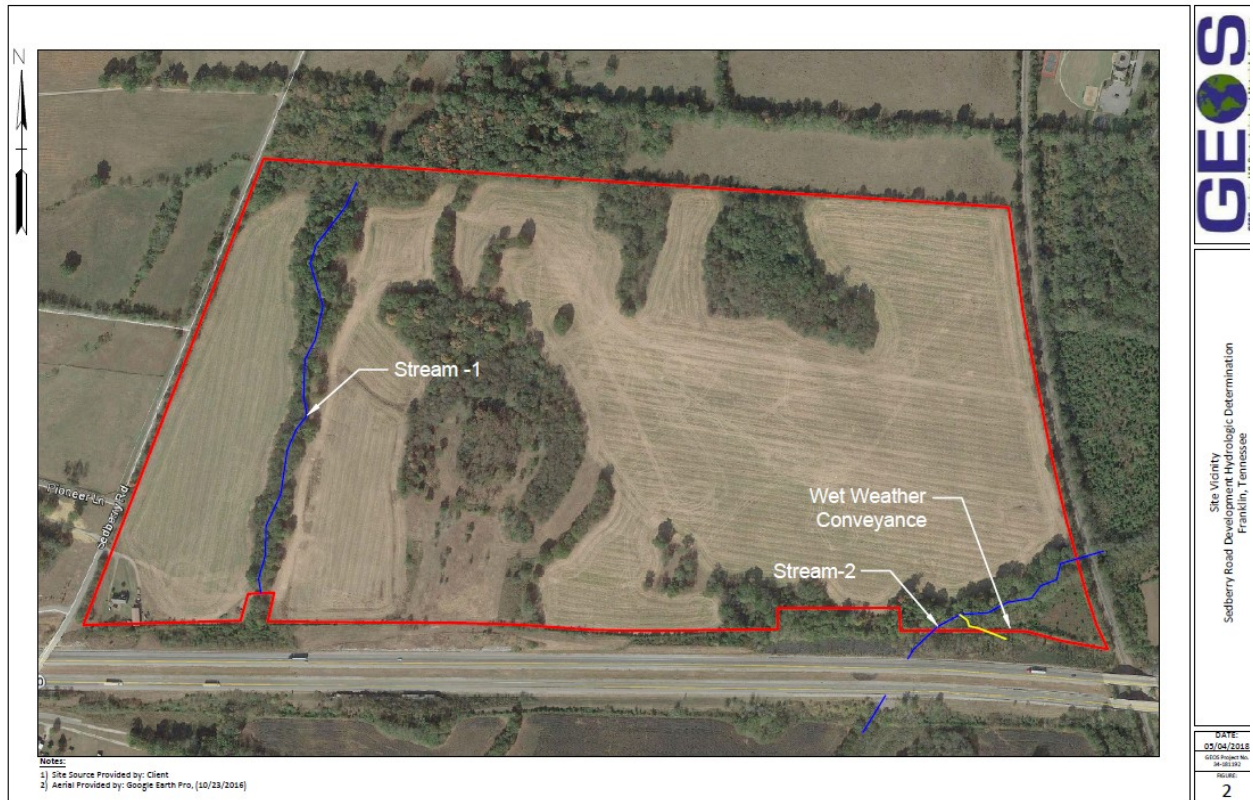 N
Stream -1
Wet Weather
Conveyance
Stream-2
Pioneer Ln
Sedberry Rd
Notes:
1) Site Source Provided by: Client
2) Aerial Provided by: Google Earth Pro, (10/23/2016)
GEOS
Site Vicinity
Sedberry Road Development Hydrologic Determination
Franklin, Tennessee
DATE:
05/04/2018
GEOS Project No.
FIGURE:
2